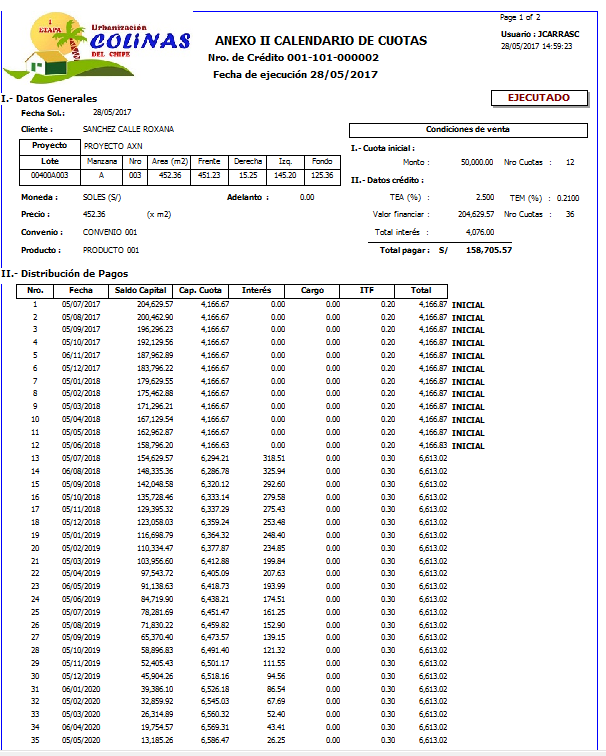 Page 1 of 2
I
ETAPA
Urbanización
COLINAS
DEL CHIPE
ANEXO II CALENDARIO DE CUOTAS
Usuario : JCARRASC
28/05/2017 14:59:23
Nro. de Crédito 001-101-000002
Fecha de ejecución 28/05/2017
I.- Datos Generales
EJECUTADO
Fecha Sol.: 28/05/2017
Cliente : SANCHEZ CALLE ROXANA
Condiciones de venta
Proyecto PROYECTO AXN
I.- Cuota inicial :
Lote Manzana Nro Area (m2) Frente Derecha Izq. Fondo
Monto : 50,000.00 Nro Cuotas : 12
00400A003 A 003 452.36 451.23 15.25 145.20 125.36
II.- Datos crédito :
Moneda : SOLES (S/) Adelanto : 0.00
TEA (%) : 2.500 TEM (%) : 0.2100
Precio : 452.36 (x m2)
Valor financiar : 204,629.57 Nro Cuotas : 36
Convenio : CONVENIO 001
Total interés : 4,076.00
Producto : PRODUCTO 001
Total pagar : S/ 158,705.57
II.- Distribución de Pagos
Nro. Fecha Saldo Capital Cap. Cuota Interés Cargo ITF Total
1 05/07/2017 204,629.57 4,166.67 0.00 0.00 0.20 4,166.87 INICIAL
2 05/08/2017 200,462.90 4,166.67 0.00 0.00 0.20 4,166.87 INICIAL
3 05/09/2017 196,296.23 4,166.67 0.00 0.00 0.20 4,166.87 INICIAL
4 05/10/2017 192,129.56 4,166.67 0.00 0.00 0.20 4,166.87 INICIAL
5 06/11/2017 187,962.89 4,166.67 0.00 0.00 0.20 4,166.87 INICIAL
6 05/12/2017 183,796.22 4,166.67 0.00 0.00 0.20 4,166.87 INICIAL
7 05/01/2018 179,629.55 4,166.67 0.00 0.00 0.20 4,166.87 INICIAL
8 05/02/2018 175,462.88 4,166.67 0.00 0.00 0.20 4,166.87 INICIAL
9 05/03/2018 171,296.21 4,166.67 0.00 0.00 0.20 4,166.87 INICIAL
10 05/04/2018 167,129.54 4,166.67 0.00 0.00 0.20 4,166.87 INICIAL
11 05/05/2018 162,962.87 4,166.67 0.00 0.00 0.20 4,166.87 INICIAL
12 05/06/2018 158,796.20 4,166.63 0.00 0.00 0.20 4,166.83 INICIAL
13 05/07/2018 154,629.57 6,294.21 318.51 0.00 0.30 6,613.02
14 06/08/2018 148,335.36 6,286.78 325.94 0.00 0.30 6,613.02
15 05/09/2018 142,048.58 6,320.12 292.60 0.00 0.30 6,613.02
16 05/10/2018 135,728.46 6,333.14 279.58 0.00 0.30 6,613.02
17 05/11/2018 129,395.32 6,337.29 275.43 0.00 0.30 6,613.02
18 05/12/2018 123,058.03 6,359.24 253.48 0.00 0.30 6,613.02
19 05/01/2019 116,698.79 6,364.32 248.40 0.00 0.30 6,613.02
20 05/02/2019 110,334.47 6,377.87 234.85 0.00 0.30 6,613.02
21 05/03/2019 103,956.60 6,412.88 199.84 0.00 0.30 6,613.02
22 05/04/2019 97,543.72 6,405.09 207.63 0.00 0.30 6,613.02
23 06/05/2019 91,138.63 6,418.73 193.99 0.00 0.30 6,613.02
24 05/06/2019 84,719.90 6,438.21 174.51 0.00 0.30 6,613.02
25 05/07/2019 78,281.69 6,451.47 161.25 0.00 0.30 6,613.02
26 05/08/2019 71,830.22 6,459.82 152.90 0.00 0.30 6,613.02
27 05/09/2019 65,370.40 6,473.57 139.15 0.00 0.30 6,613.02
28 05/10/2019 58,896.83 6,491.40 121.32 0.00 0.30 6,613.02
29 05/11/2019 52,405.43 6,501.17 111.55 0.00 0.30 6,613.02
30 05/12/2019 45,904.26 6,518.16 94.56 0.00 0.30 6,613.02
31 06/01/2020 39,386.10 6,526.18 86.54 0.00 0.30 6,613.02
32 05/02/2020 32,859.92 6,545.03 67.69 0.00 0.30 6,613.02
33 05/03/2020 26,314.89 6,560.32 52.40 0.00 0.30 6,613.02
34 06/04/2020 19,754.57 6,569.31 43.41 0.00 0.30 6,613.02
35 05/05/2020 13,185.26 6,586.47 26.25 0.00 0.30 6,613.02